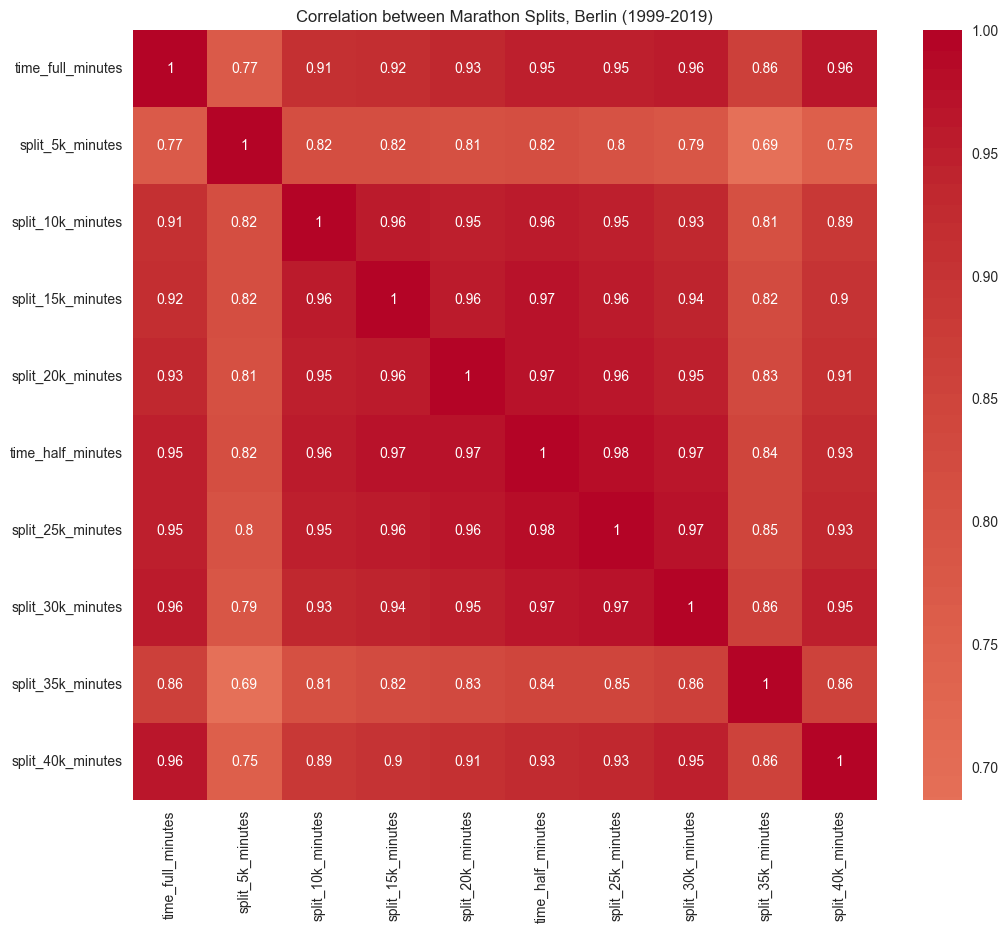 Correlation between Marathon Splits, Berlin (1999-2019)
time_full_minutes 1 0.77 0.91 0.92 0.93 0.95 0.95 0.96 0.86 0.96
split_5k_minutes 0.77 1 0.82 0.82 0.81 0.82 0.8 0.79 0.69 0.75
split_10k_minutes 0.91 0.82 1 0.96 0.95 0.96 0.95 0.93 0.81 0.89
split_15k_minutes 0.92 0.82 0.96 1 0.96 0.97 0.96 0.94 0.82 0.9
split_20k_minutes 0.93 0.81 0.95 0.96 1 0.97 0.96 0.95 0.83 0.91
time_half_minutes 0.95 0.82 0.96 0.97 0.97 1 0.98 0.97 0.84 0.93
split_25k_minutes 0.95 0.8 0.95 0.96 0.96 0.98 1 0.97 0.85 0.93
split_30k_minutes 0.96 0.79 0.93 0.94 0.95 0.97 0.97 1 0.86 0.95
split_35k_minutes 0.86 0.69 0.81 0.82 0.83 0.84 0.85 0.86 1 0.86
split_40k_minutes 0.96 0.75 0.89 0.9 0.91 0.93 0.93 0.95 0.86 1
time_full_minutes
split_5k_minutes
split_10k_minutes
split_15k_minutes
split_20k_minutes
time_half_minutes
split_25k_minutes
split_30k_minutes
split_35k_minutes
split_40k_minutes
1.00
0.95
0.90
0.85
0.80
0.75
0.70